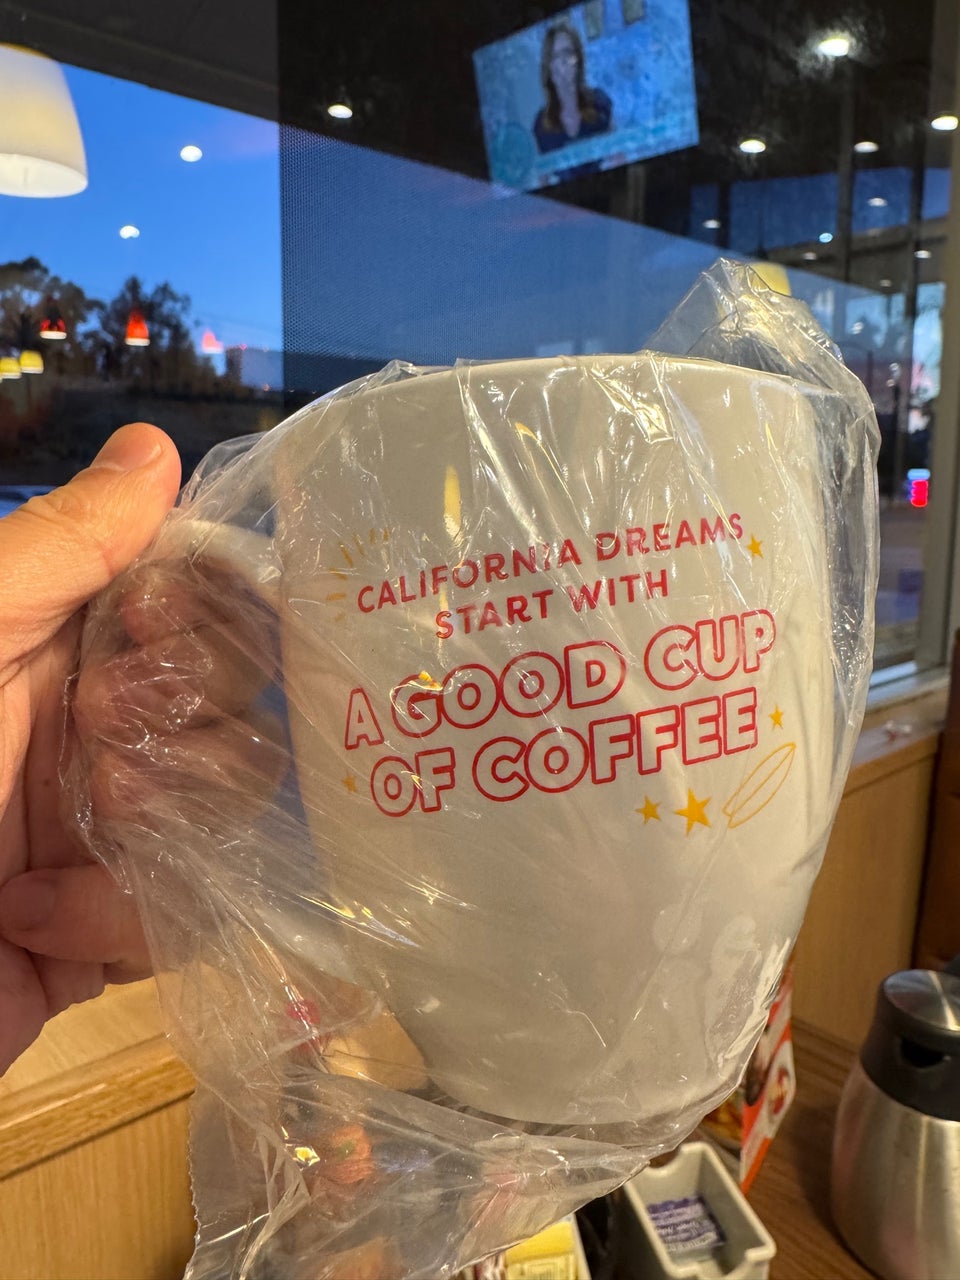 CALIFORNIA DREAMS
START WITH
A GOOD CUP
OF COFFEE